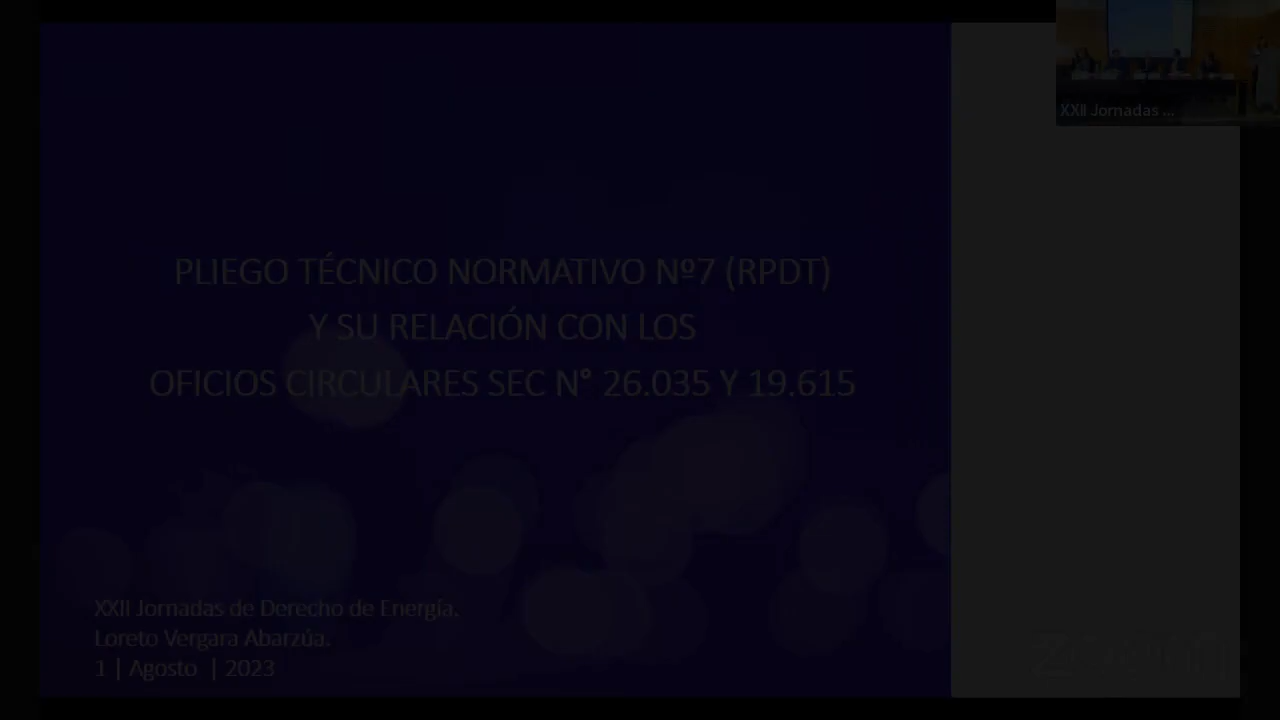 XXII Jornadas ...
PLIEGO TÉCNICO NORMATIVO Nº7 (RPDT)
Y SU RELACIÓN CON LOS
OFICIOS CIRCULARES SEC N° 26.035 Y 19.615
XXII Jornadas de Derecho de Energía.
Loreto Vergara Abarzúa.
1 | Agosto | 2023
zoom